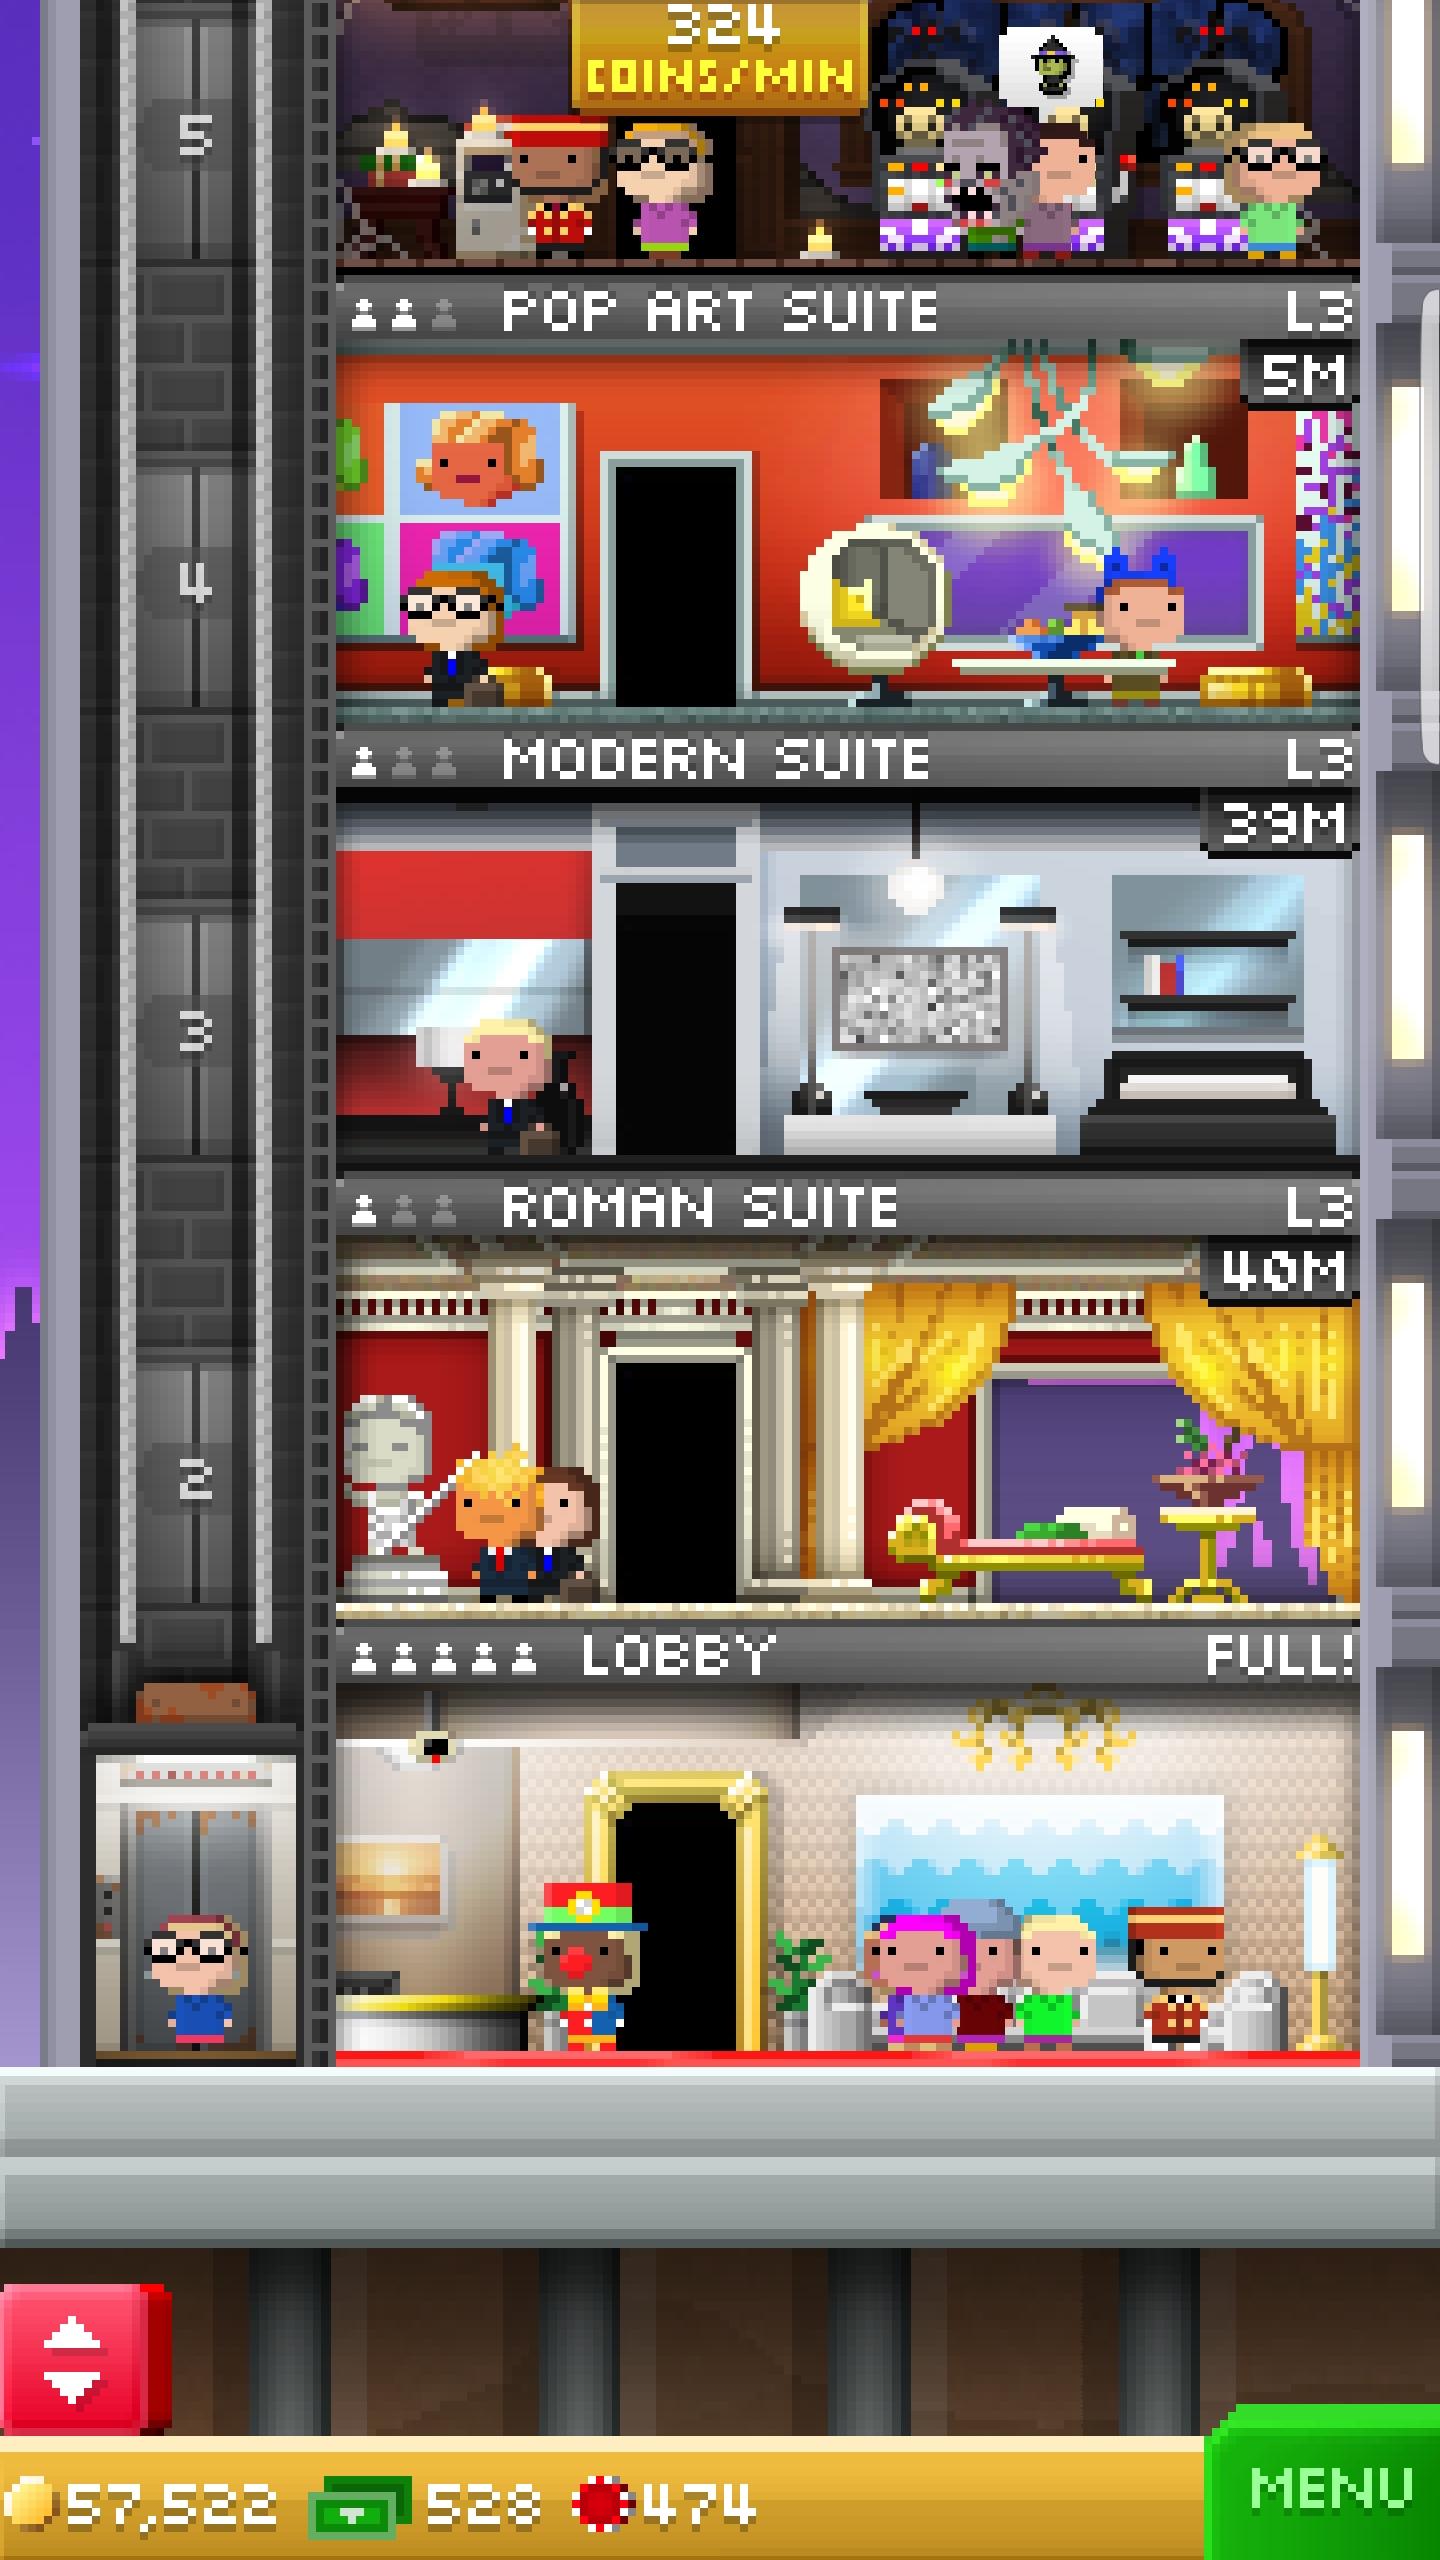 324
COINS/MIN
5
POP ART SUITE L3
5M
4
MODERN SUITE L3
39M
3
ROMAN SUITE L3
40M
2
LOBBY FULL!
57,522 528 474
MENU